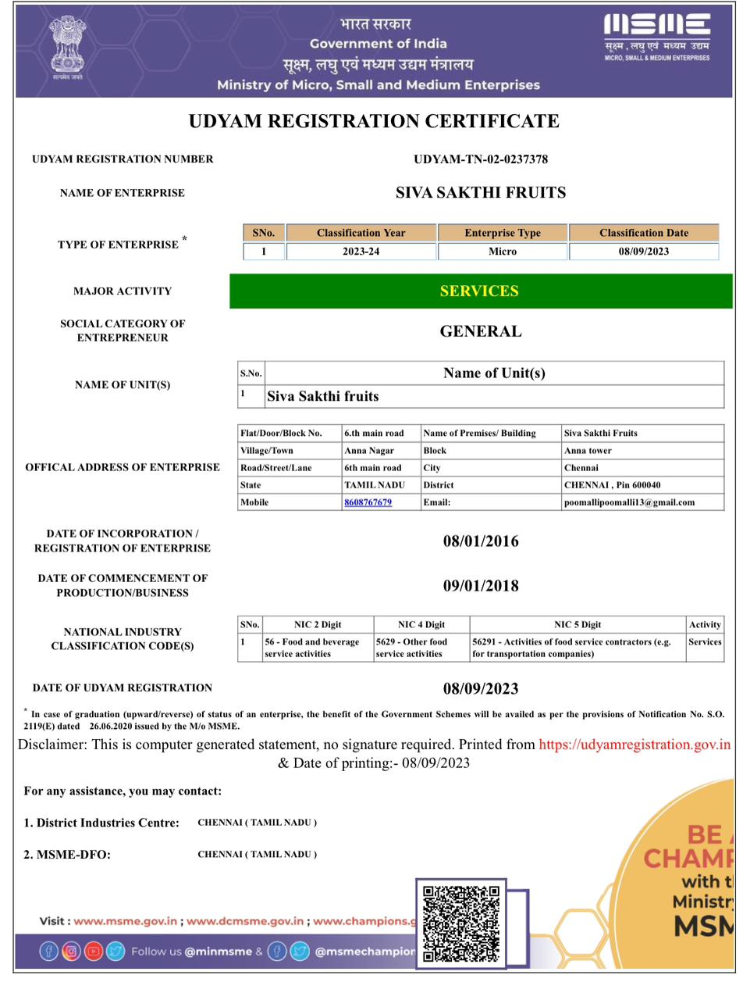 भारत सरकार
Government of India
सूक्ष्म, लघु एवं मध्यम उद्यम मंत्रालय
Ministry of Micro, Small and Medium Enterprises
सत्यमेव जयते
MSME
सूक्ष्म, लघु एवं मध्यम उद्यम
MICRO, SMALL & MEDIUM ENTERPRISES
UDYAM REGISTRATION CERTIFICATE
UDYAM REGISTRATION NUMBER UDYAM-TN-02-0237378
NAME OF ENTERPRISE SIVA SAKTHI FRUITS
TYPE OF ENTERPRISE *
SNo. Classification Year Enterprise Type Classification Date
1 2023-24 Micro 08/09/2023
MAJOR ACTIVITY SERVICES
SOCIAL CATEGORY OF
ENTREPRENEUR
GENERAL
NAME OF UNIT(S)
S.No. Name of Unit(s)
1 Siva Sakthi fruits
OFFICAL ADDRESS OF ENTERPRISE
Flat/Door/Block No. 6.th main road Name of Premises/ Building Siva Sakthi Fruits
Village/Town Anna Nagar Block Anna tower
Road/Street/Lane 6th main road City Chennai
State TAMIL NADU District CHENNAI , Pin 600040
Mobile 8608767679 Email: poomallipoomalli13@gmail.com
DATE OF INCORPORATION /
REGISTRATION OF ENTERPRISE
08/01/2016
DATE OF COMMENCEMENT OF
PRODUCTION/BUSINESS
09/01/2018
NATIONAL INDUSTRY
CLASSIFICATION CODE(S)
SNo. NIC 2 Digit NIC 4 Digit NIC 5 Digit Activity
1 56 - Food and beverage 5629 - Other food 56291 - Activities of food service contractors (e.g. Services
service activities service activities for transportation companies)
DATE OF UDYAM REGISTRATION 08/09/2023
* In case of graduation (upward/reverse) of status of an enterprise, the benefit of the Government Schemes will be availed as per the provisions of Notification No. S.O.
2119(E) dated 26.06.2020 issued by the M/o MSME.
Disclaimer: This is computer generated statement, no signature required. Printed from https://udyamregistration.gov.in
& Date of printing:- 08/09/2023
For any assistance, you may contact:
1. District Industries Centre: CHENNAI ( TAMIL NADU )
2. MSME-DFO: CHENNAI ( TAMIL NADU )
BE A
CHAMP
with t
Ministr
MSM
Visit : www.msme.gov.in ; www.dcmsme.gov.in ; www.champions.g
Follow us @minmsme & @msmechampion